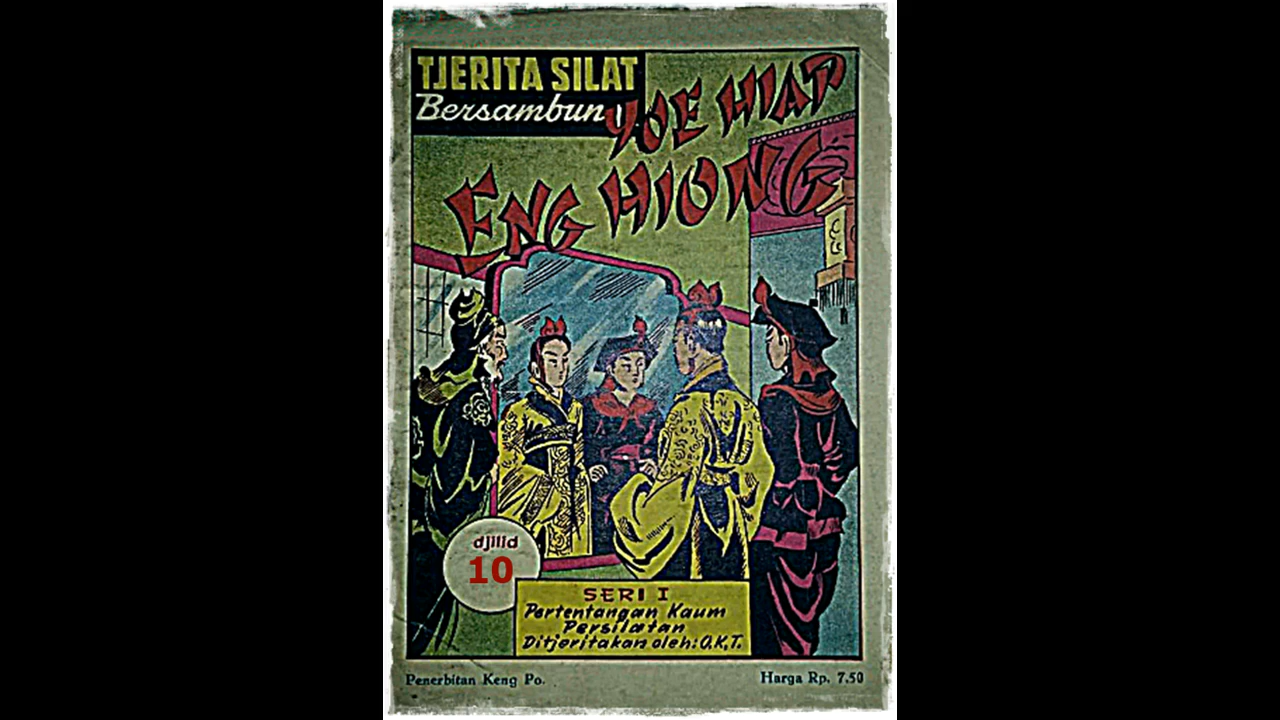 TJERITA SILAT
Bersambun
YOE HIAP
ENG HIONG
djilid
10
SERI I
Pertentangan Kaum
Persilatan
Ditjeritakan oleh: O.K.T.
Penerbitan Keng Po.
Harga Rp. 7.50